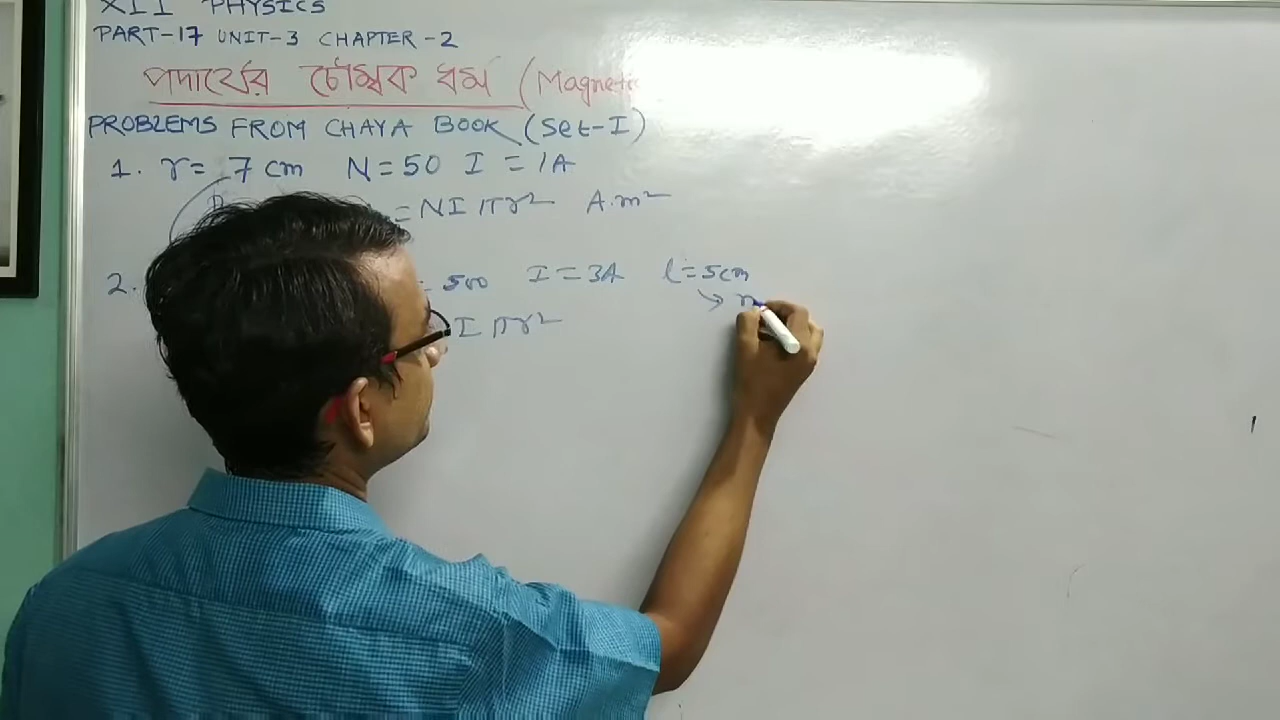 XII PHYSICS
PART-17 UNIT-3 CHAPTER-2
পদার্থের চৌম্বক ধর্ম (Magnet
PROBLEMS FROM CHAYA BOOK (Set-I)
1. r = 7 cm N = 50 I = 1A
= NIπr² A.m²
2. = 500 I = 3A l = 5cm
Iπr² → m